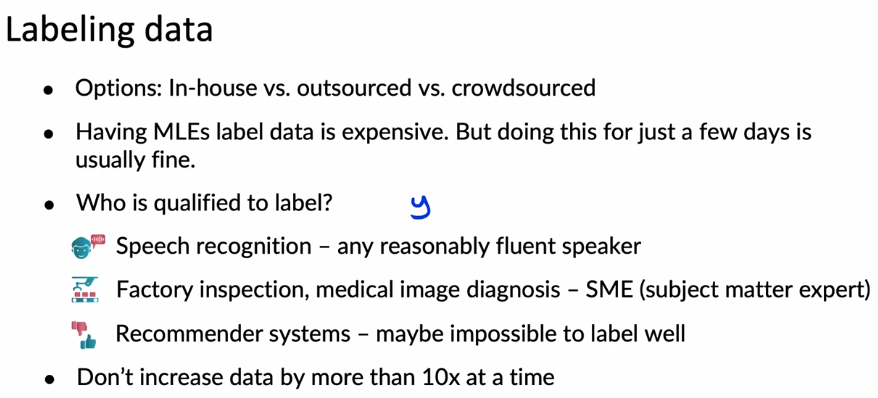 Labeling data
• Options: In-house vs. outsourced vs. crowdsourced
• Having MLEs label data is expensive. But doing this for just a few days is
usually fine.
• Who is qualified to label? y
Speech recognition – any reasonably fluent speaker
Factory inspection, medical image diagnosis – SME (subject matter expert)
Recommender systems – maybe impossible to label well
• Don't increase data by more than 10x at a time